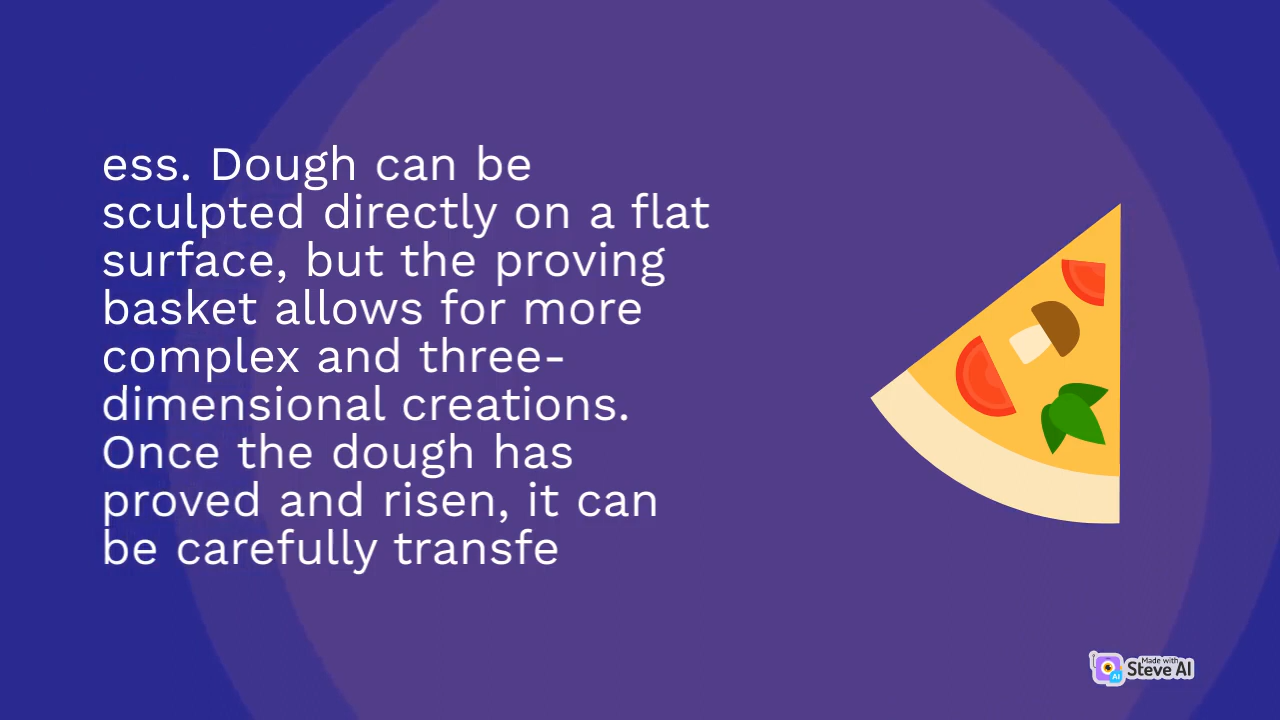 ess. Dough can be
sculpted directly on a flat
surface, but the proving
basket allows for more
complex and three-
dimensional creations.
Once the dough has
proved and risen, it can
be carefully transfe
Made with
Steve AI
AI